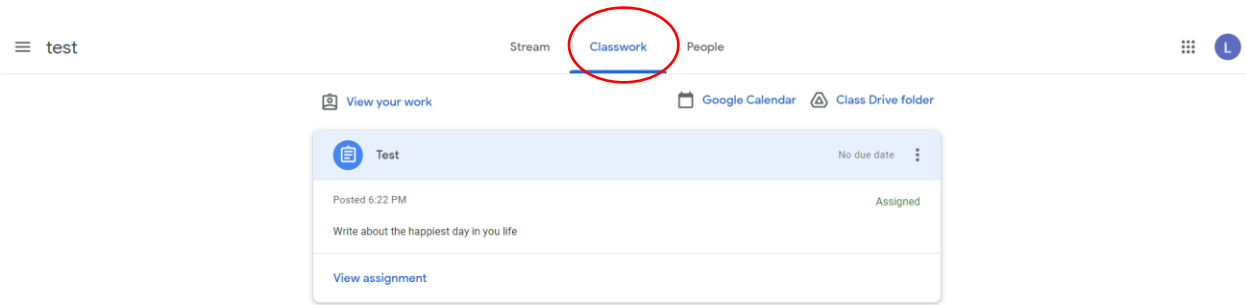 test Stream Classwork People L
View your work Google Calendar Class Drive folder
Test No due date
Posted 6:22 PM Assigned
Write about the happiest day in you life
View assignment